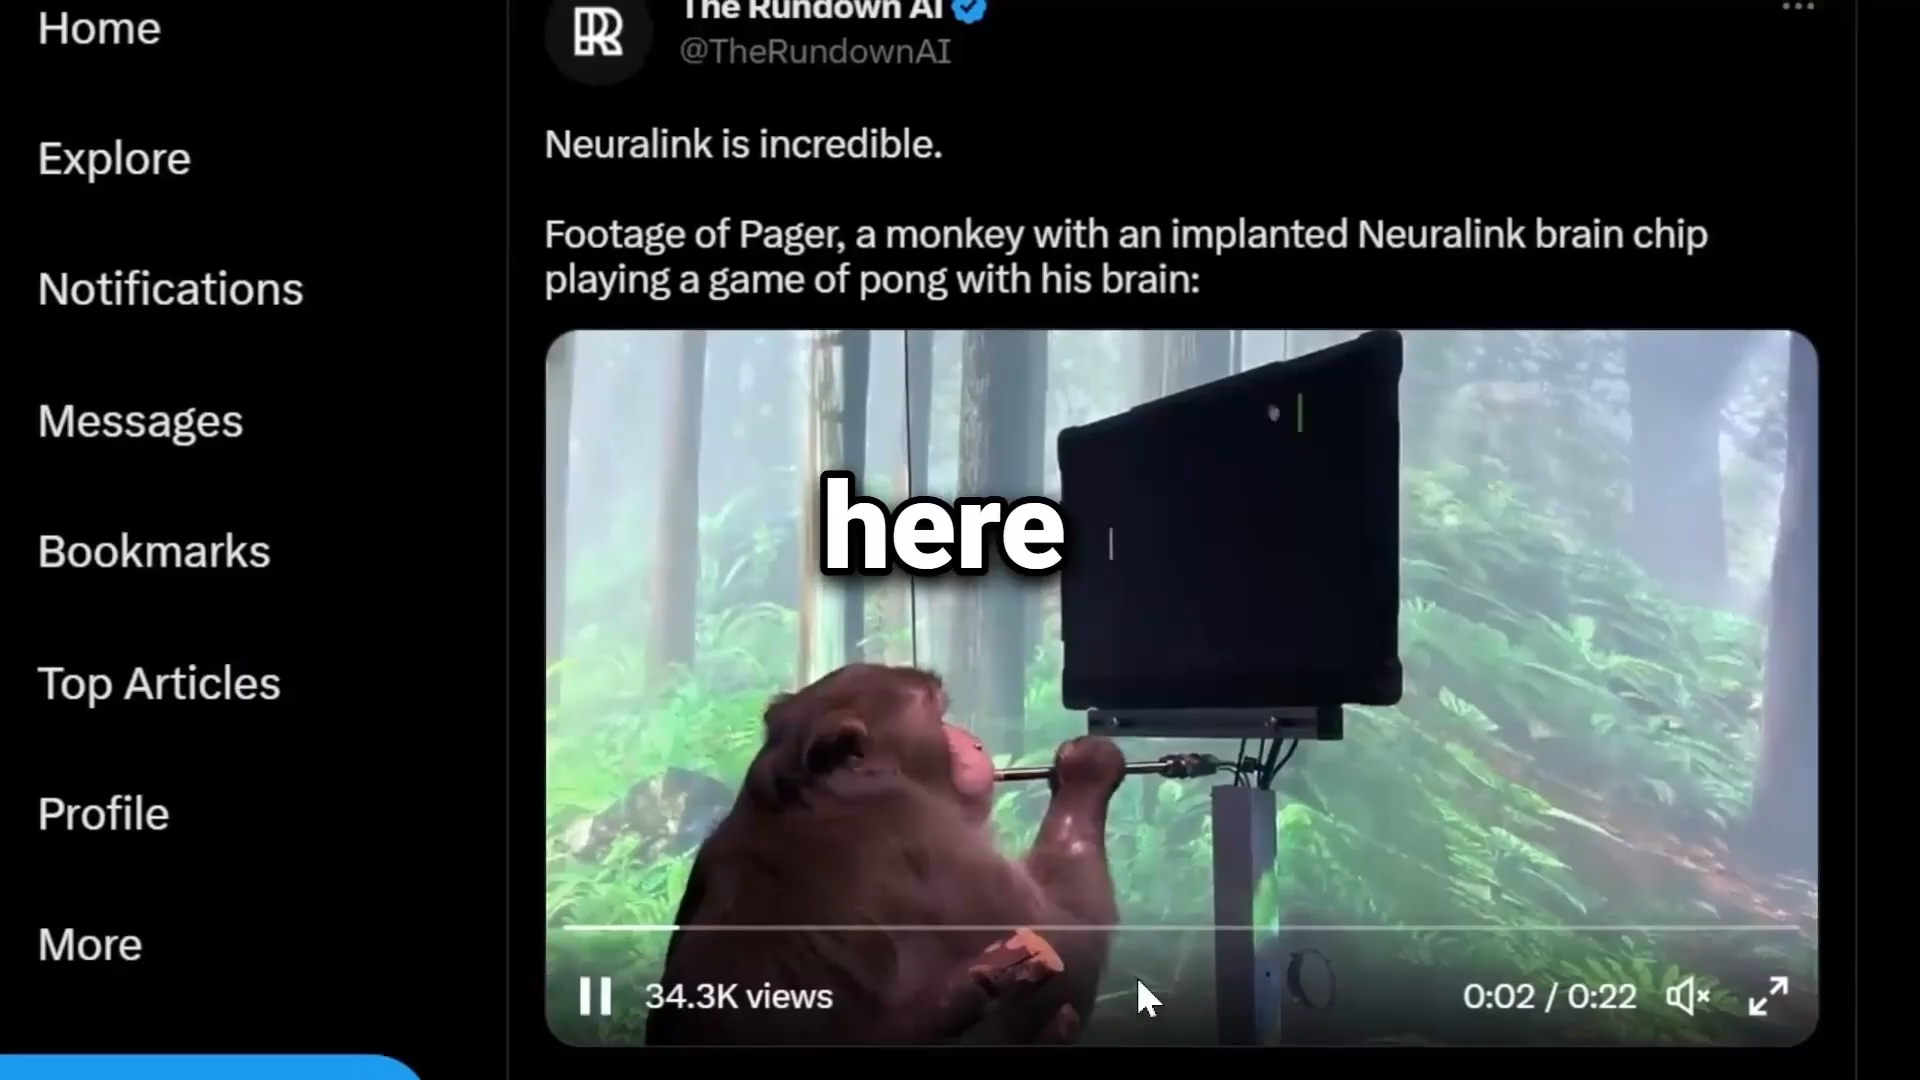 Home
Explore
Notifications
Messages
Bookmarks
Top Articles
Profile
More
The Rundown AI
@TheRundownAI
Neuralink is incredible.
Footage of Pager, a monkey with an implanted Neuralink brain chip
playing a game of pong with his brain:
here
34.3K views
0:02 / 0:22